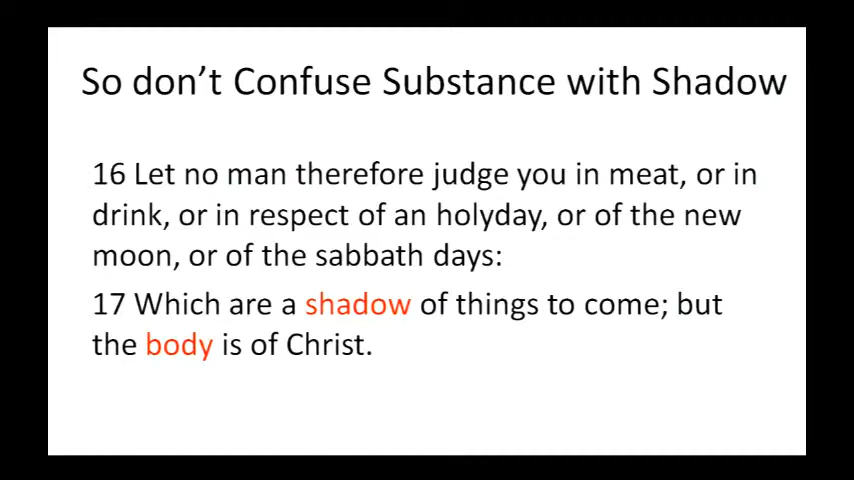 So don’t Confuse Substance with Shadow
16 Let no man therefore judge you in meat, or in
drink, or in respect of an holyday, or of the new
moon, or of the sabbath days:
17 Which are a shadow of things to come; but
the body is of Christ.